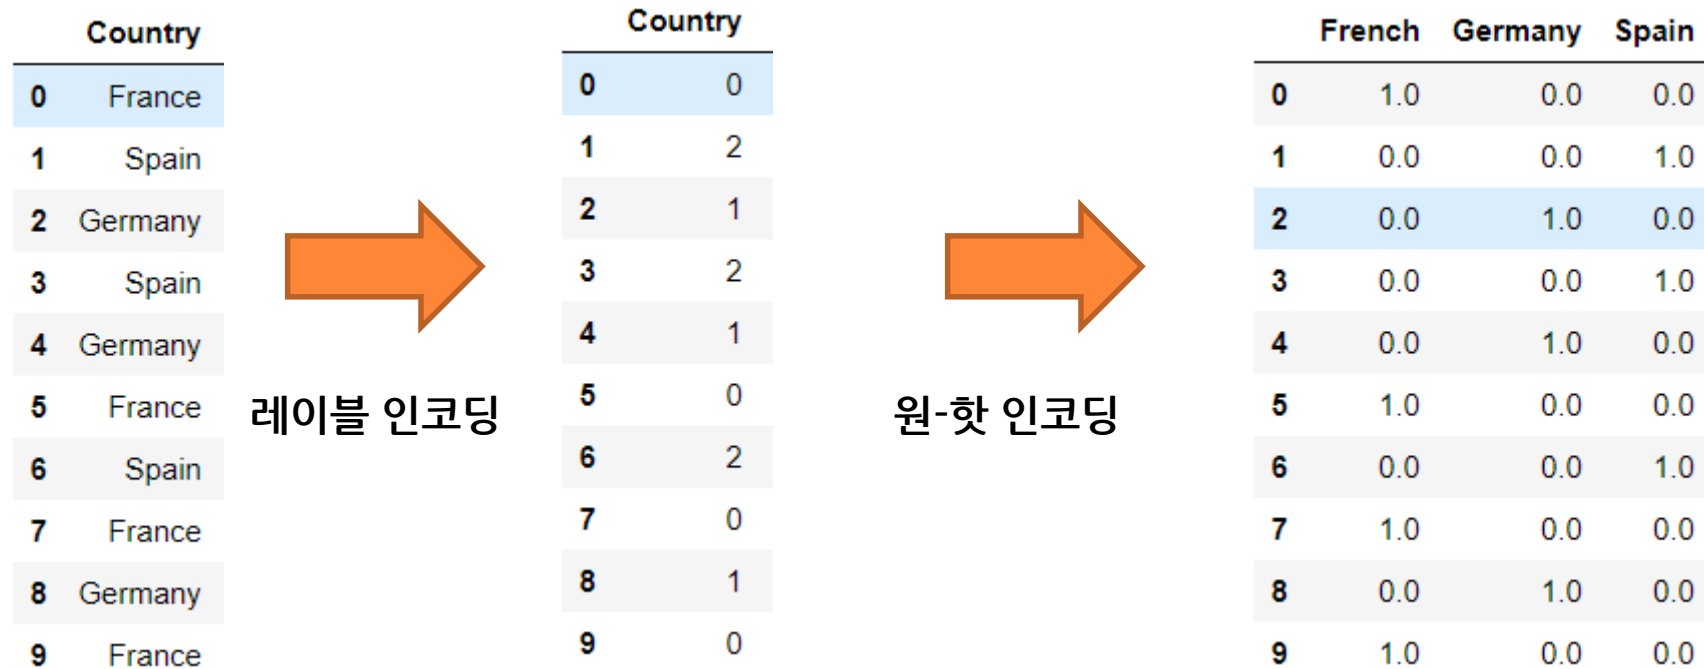 Country
0 France
1 Spain
2 Germany
3 Spain
4 Germany
5 France
6 Spain
7 France
8 Germany
9 France
레이블 인코딩
Country
0 0
1 2
2 1
3 2
4 1
5 0
6 2
7 0
8 1
9 0
원-핫 인코딩
French Germany Spain
0 1.0 0.0 0.0
1 0.0 0.0 1.0
2 0.0 1.0 0.0
3 0.0 0.0 1.0
4 0.0 1.0 0.0
5 1.0 0.0 0.0
6 0.0 0.0 1.0
7 1.0 0.0 0.0
8 0.0 1.0 0.0
9 1.0 0.0 0.0